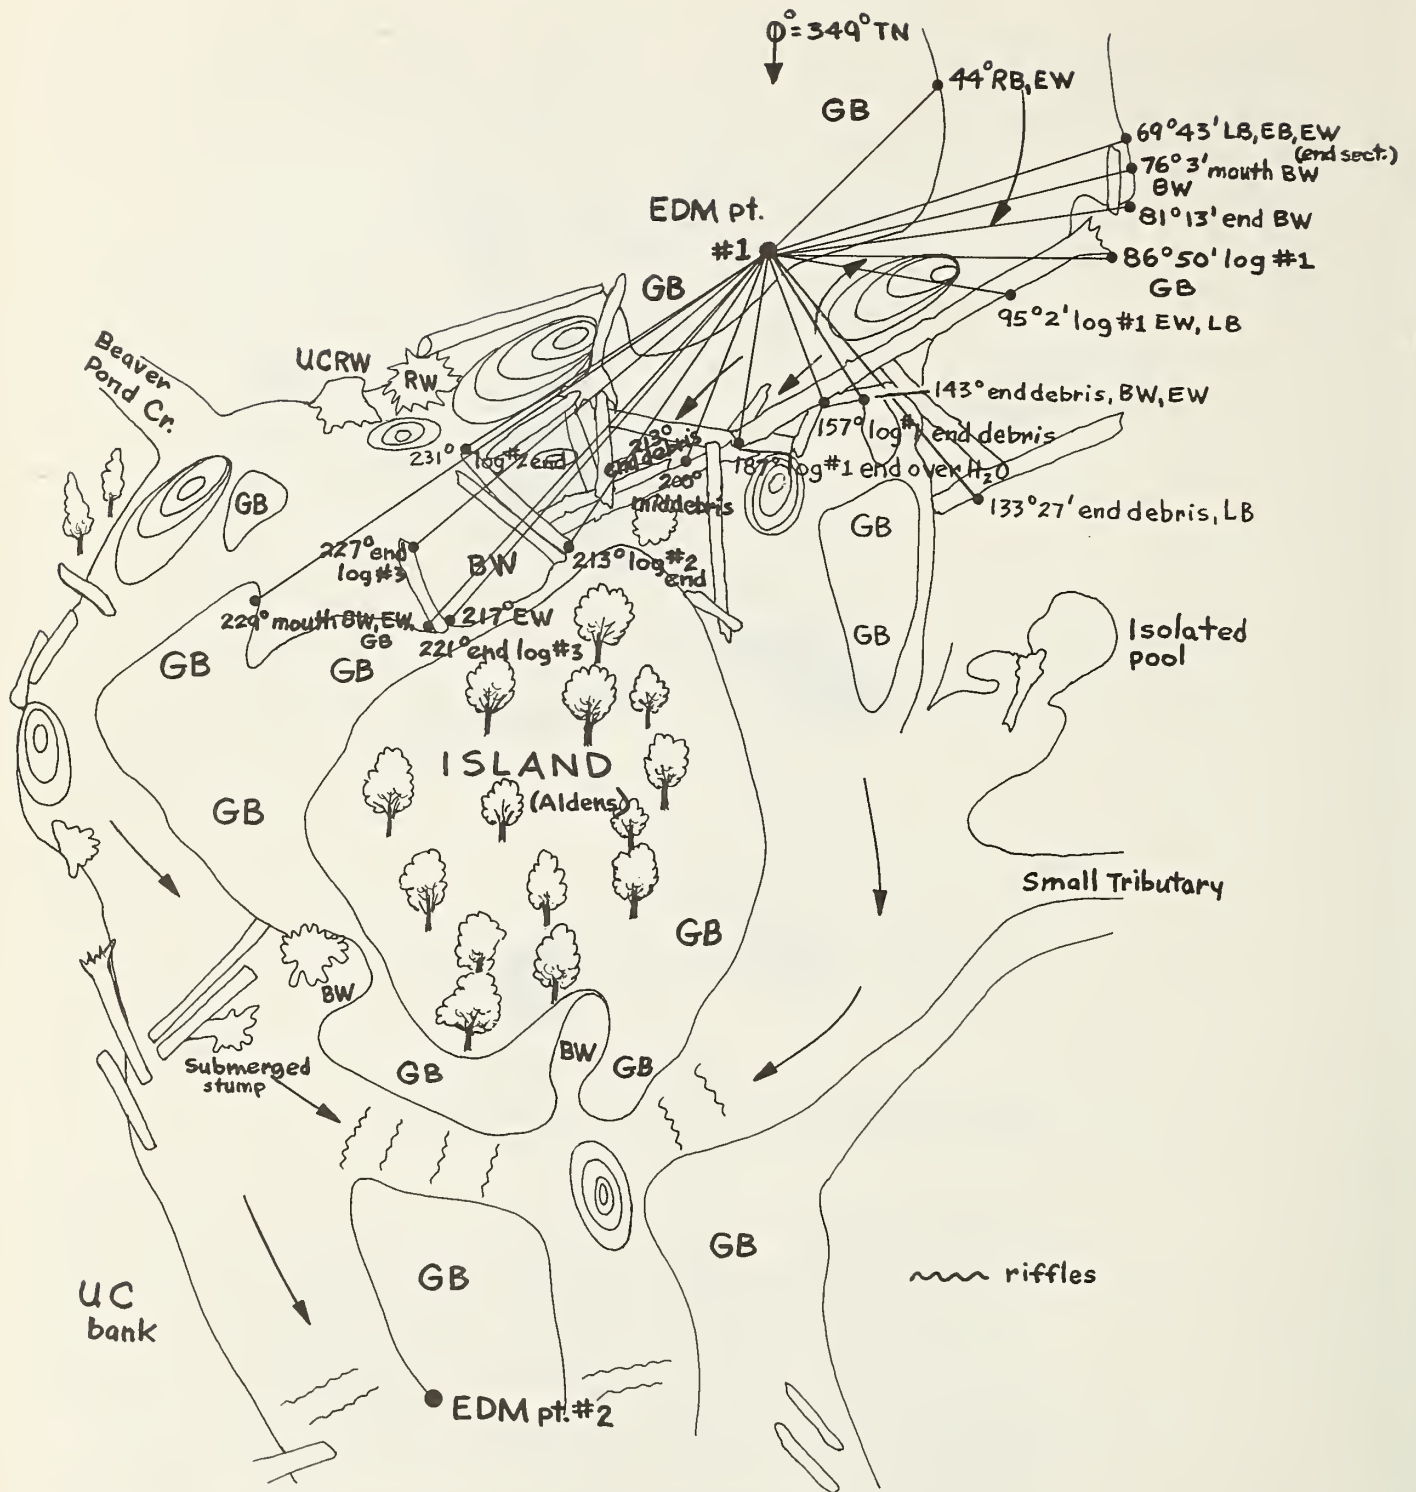 0°=349°TN
GB
44° RB, EW
69°43' LB, EB, EW
(end sect.)
76°3' mouth BW
BW
81°13' end BW
EDM pt.
#1
86°50' log #1
GB
GB
95°2' log #1 EW, LB
Beaver
Pond Cr.
UCRW
RW
143° end debris, BW, EW
157° log #1 end debris
213°
end debris
231° log #2 end
187° log #1 end over H2O
200°
mid debris
GB
133°27' end debris, LB
GB
227° end
log #3
BW
213° log #2
end
229° mouth BW, EW
GB
217° EW
221° end log #3
GB
Isolated
pool
GB
GB
ISLAND
(Alders)
GB
Small Tributary
GB
BW
Submerged
stump
GB
BW
GB
GB
GB
riffles
UC
bank
EDM pt. #2